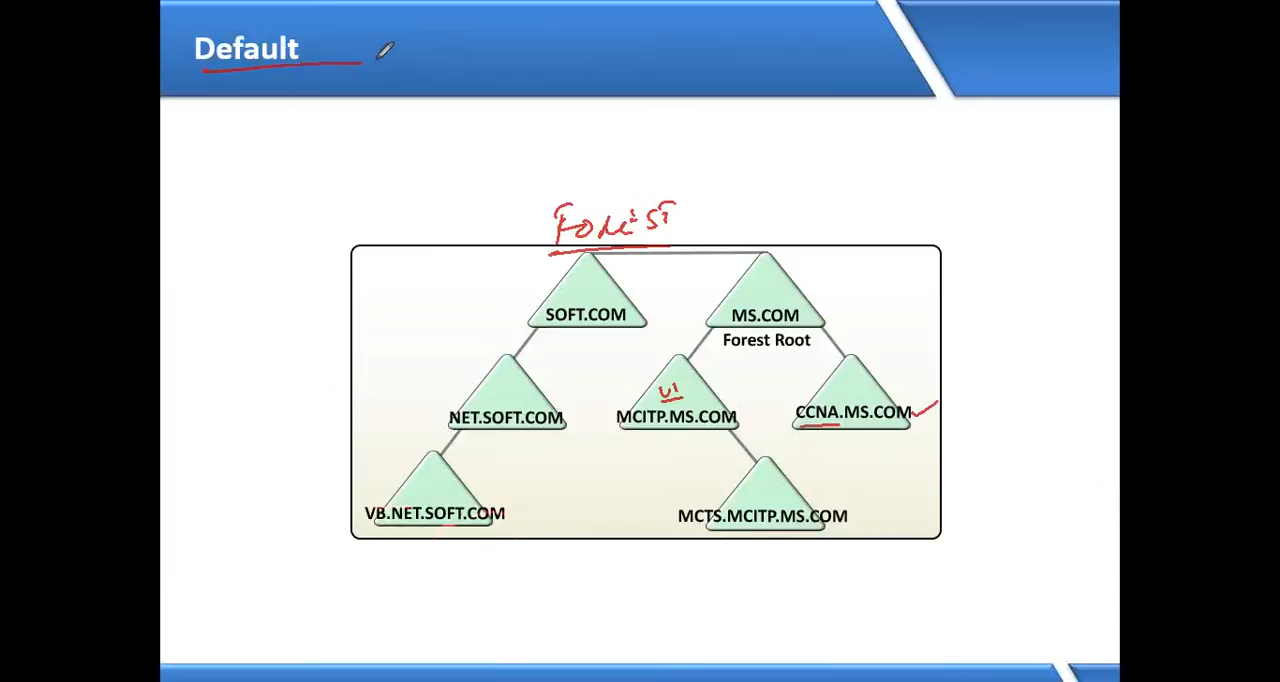 Default
FOREST
SOFT.COM
MS.COM
Forest Root
NET.SOFT.COM
MCITP.MS.COM
CCNA.MS.COM
VB.NET.SOFT.COM
MCTS.MCITP.MS.COM